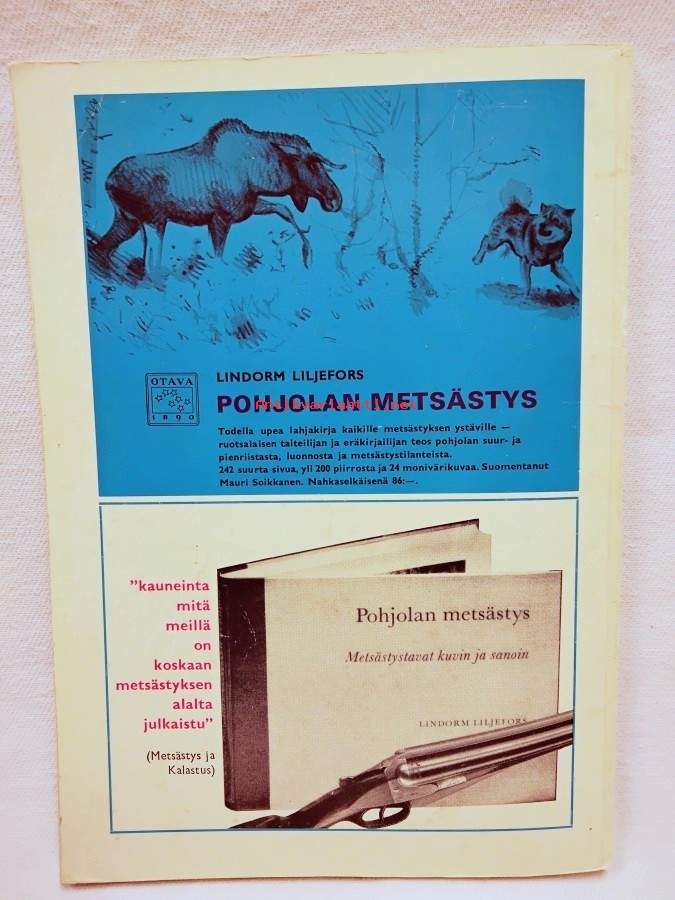 OTAVA
1890
LINDORM LILJEFORS
POHJOLAN METSÄSTYS
Todella upea lahjakirja kaikille metsästyksen ystäville —
ruotsalaisen taiteilijan ja eräkirjailijan teos pohjolan suur- ja
pienriistasta, luonnosta ja metsästystilanteista.
242 suurta sivua, yli 200 piirrosta ja 24 monivärikuvaa. Suomentanut
Mauri Soikkanen. Nahkaselkäisenä 86:—.
”kauneinta
mitä
meillä
on
koskaan
metsästyksen
alalta
julkaistu”
(Metsästys ja
Kalastus)
Pohjolan metsästys
Metsästystavat kuvin ja sanoin
LINDORM LILJEFORS